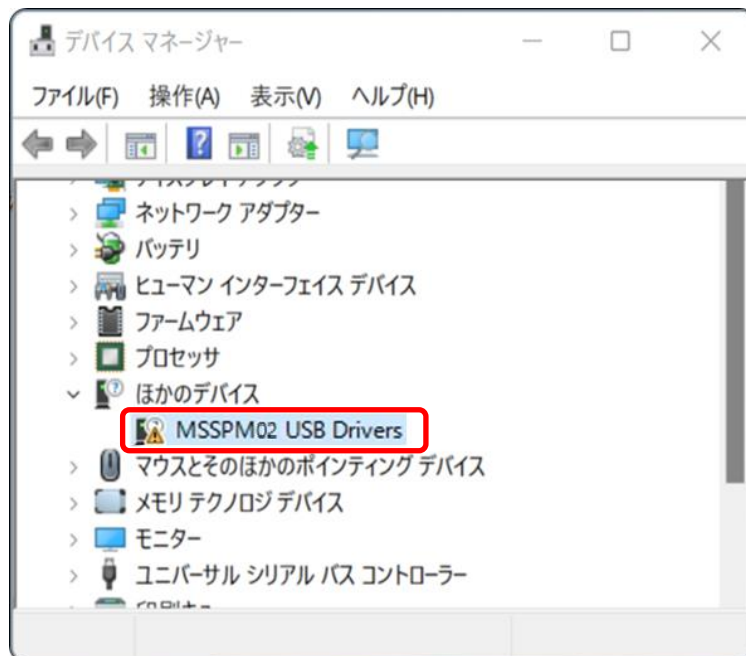 デバイス マネージャー
ファイル(F) 操作(A) 表示(V) ヘルプ(H)
ネットワーク アダプター
バッテリ
ヒューマン インターフェイス デバイス
ファームウェア
プロセッサ
ほかのデバイス
MSSPM02 USB Drivers
マウスとそのほかのポインティング デバイス
メモリ テクノロジ デバイス
モニター
ユニバーサル シリアル バス コントローラー